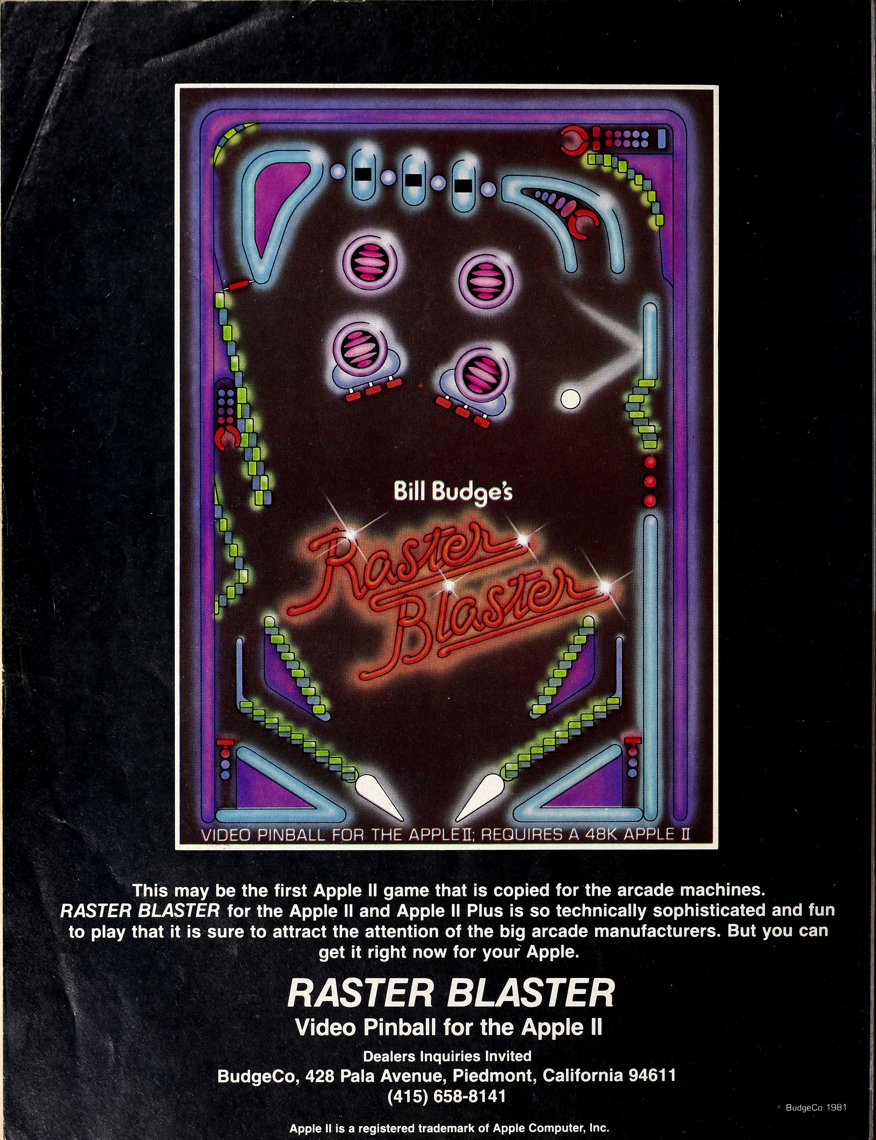 Bill Budge's
Raster
Blaster
VIDEO PINBALL FOR THE APPLE II; REQUIRES A 48K APPLE II
This may be the first Apple II game that is copied for the arcade machines.
RASTER BLASTER for the Apple II and Apple II Plus is so technically sophisticated and fun
to play that it is sure to attract the attention of the big arcade manufacturers. But you can
get it right now for your Apple.
RASTER BLASTER
Video Pinball for the Apple II
Dealers Inquiries Invited
BudgeCo, 428 Pala Avenue, Piedmont, California 94611
(415) 658-8141
BudgeCo 1981
Apple II is a registered trademark of Apple Computer, Inc.